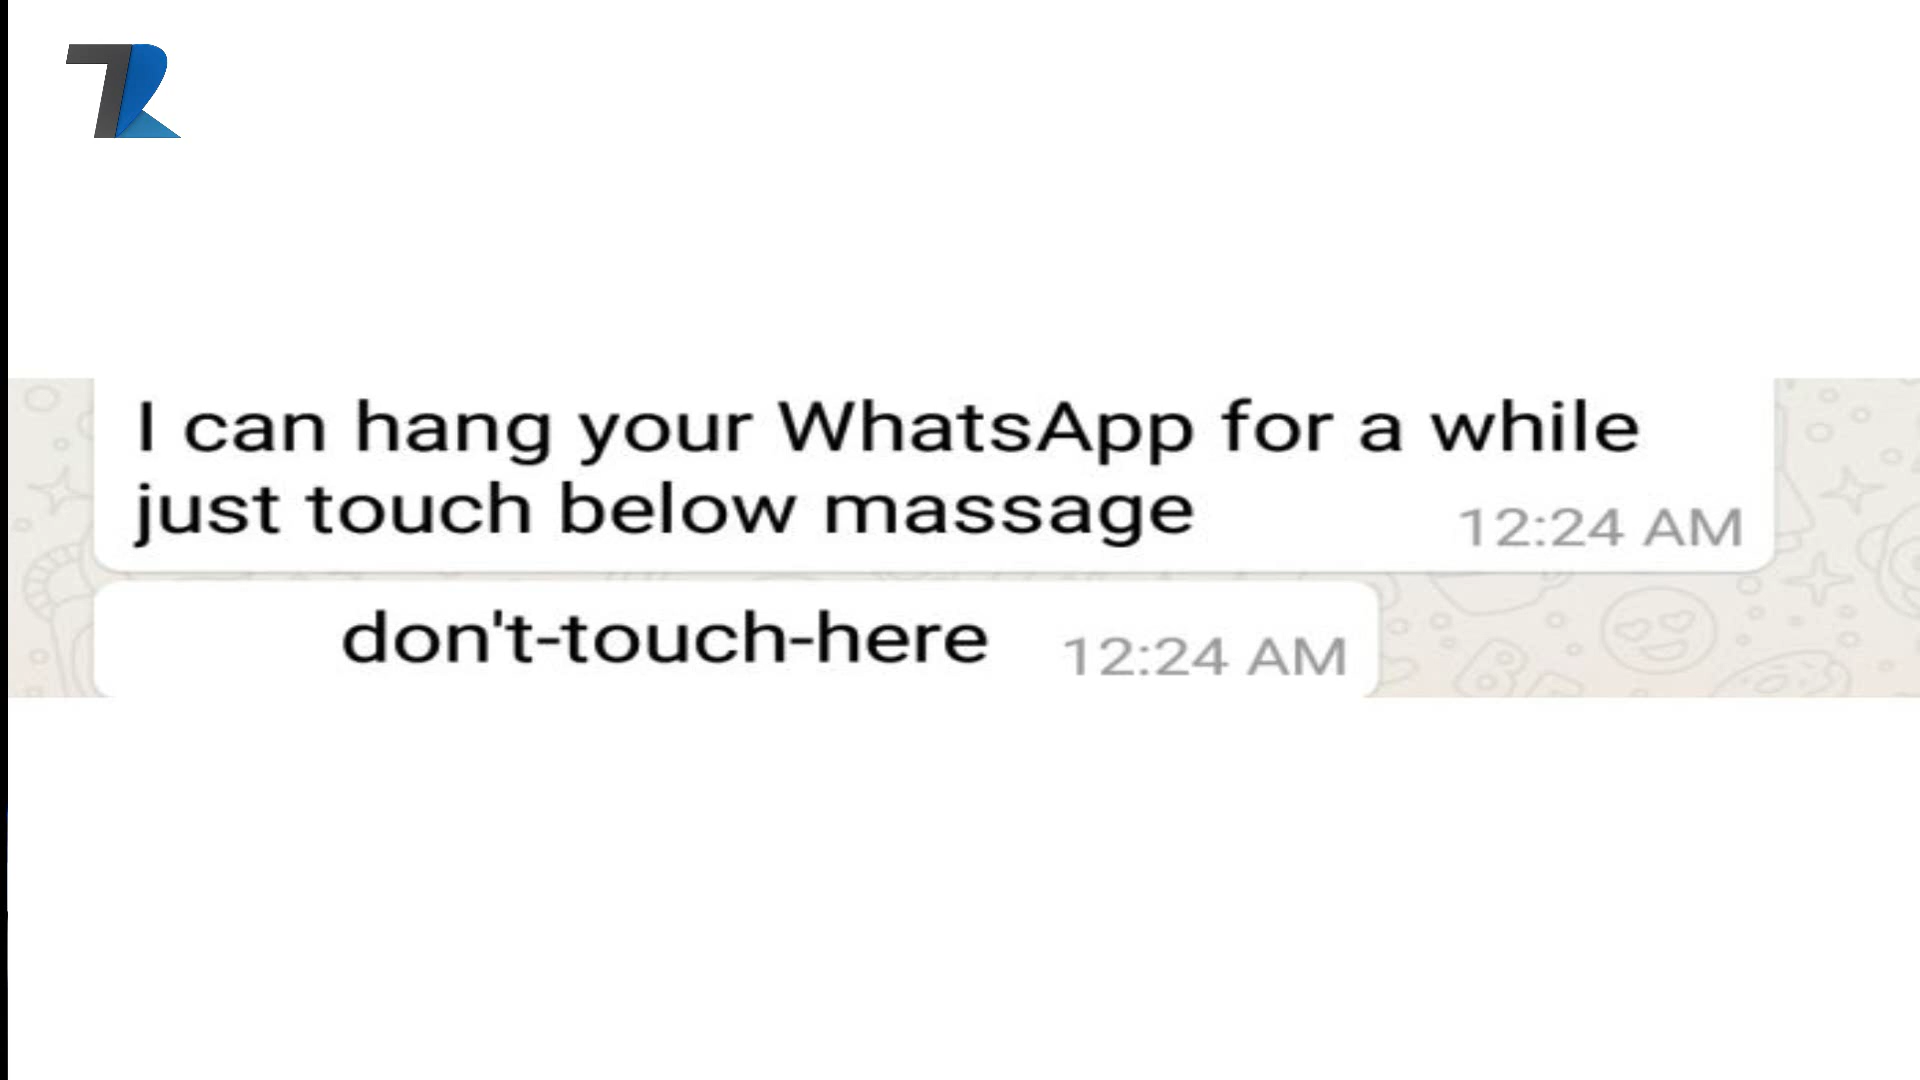 I can hang your WhatsApp for a while
just touch below massage
12:24 AM
don't-touch-here
12:24 AM